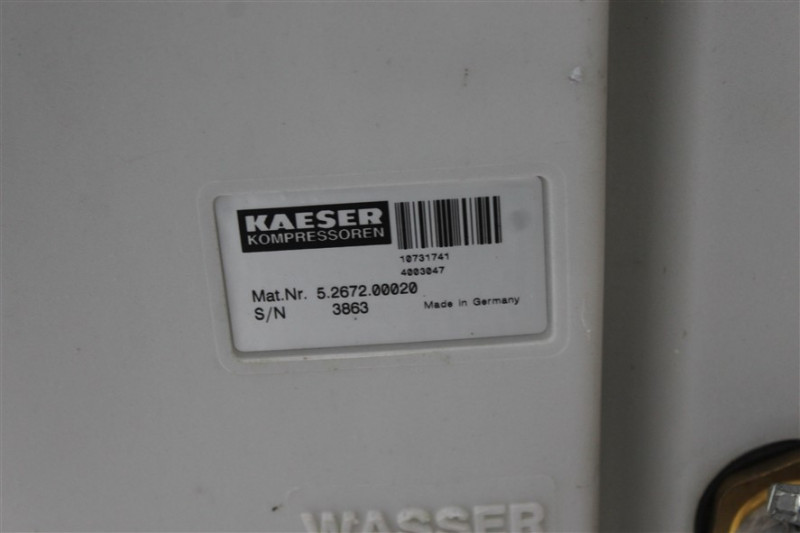 KAESER
KOMPRESSOREN
10731741
4003047
Mat.Nr. 5.2672.00020
S/N 3863
Made in Germany
WASSER